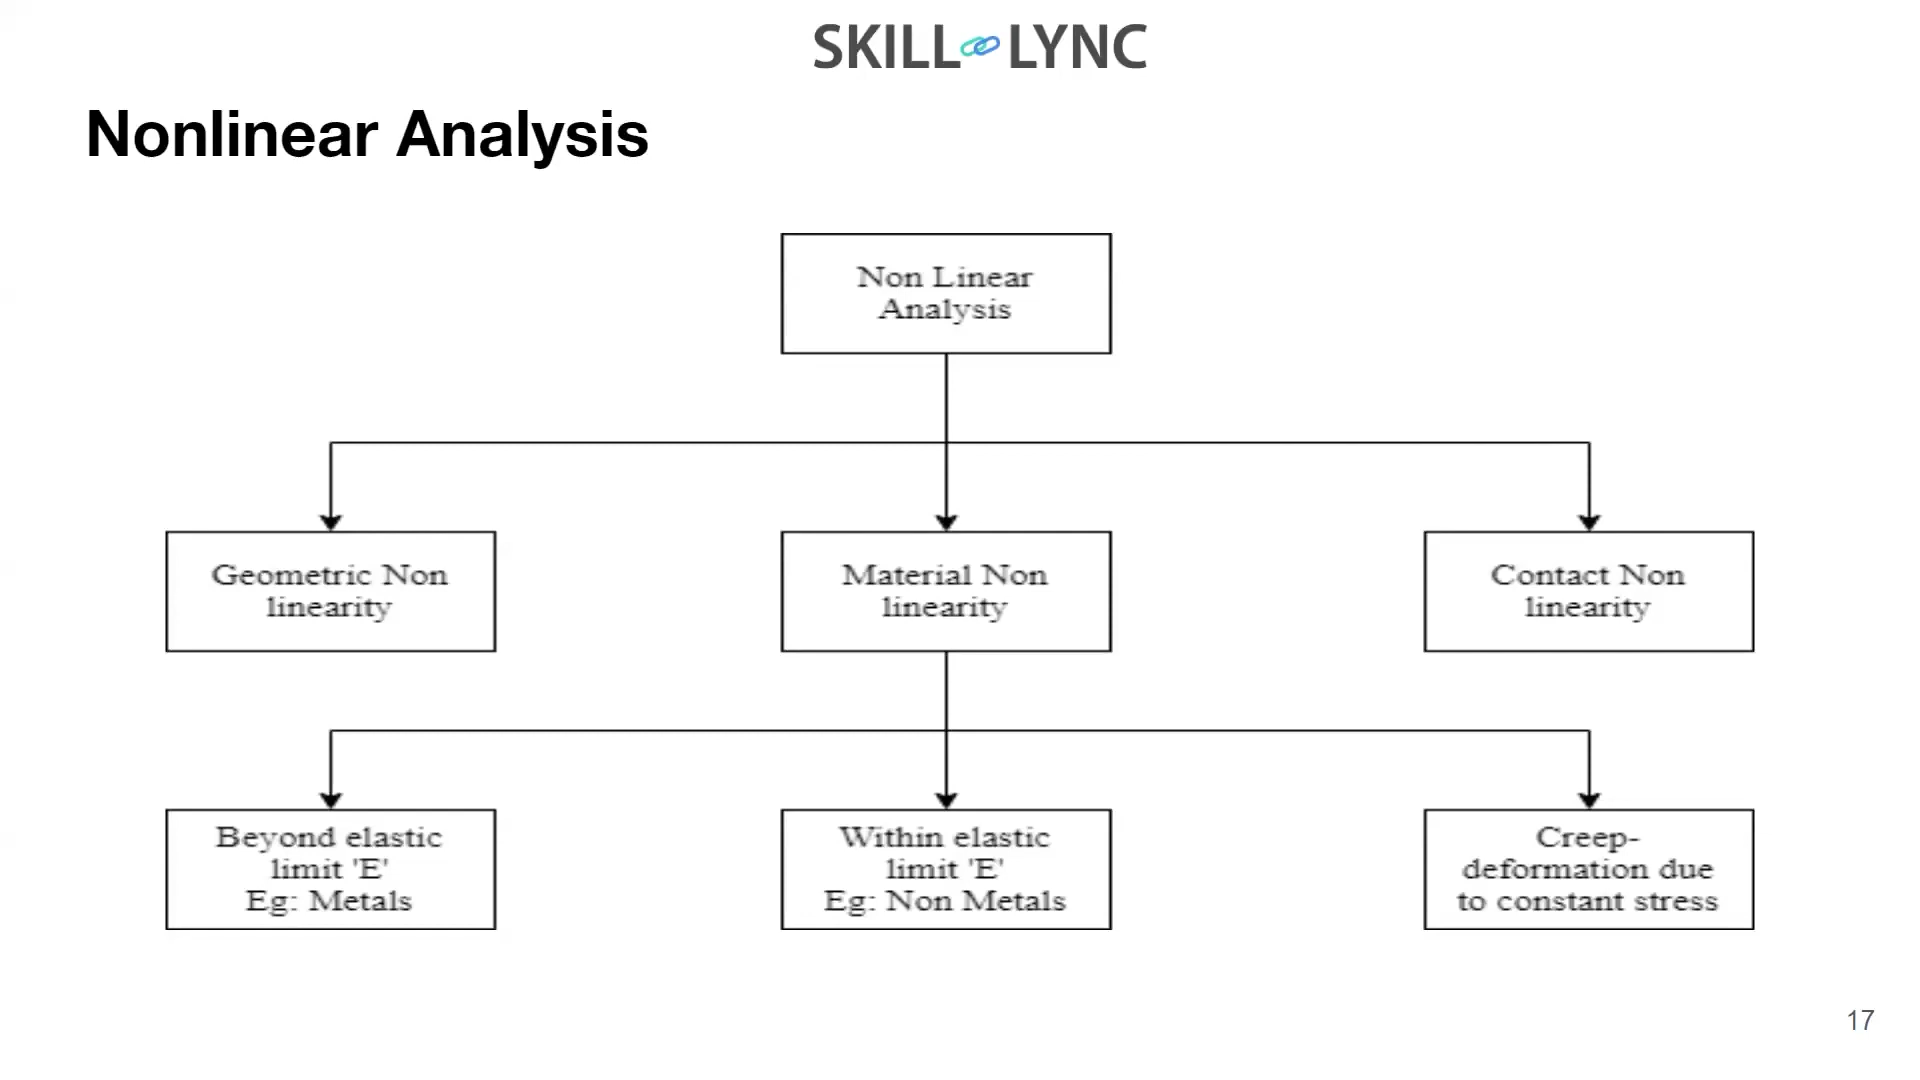 SKILL LYNC
Nonlinear Analysis
Non Linear
Analysis
Geometric Non
linearity
Material Non
linearity
Contact Non
linearity
Beyond elastic
limit 'E'
Eg: Metals
Within elastic
limit 'E'
Eg: Non Metals
Creep-
deformation due
to constant stress
17